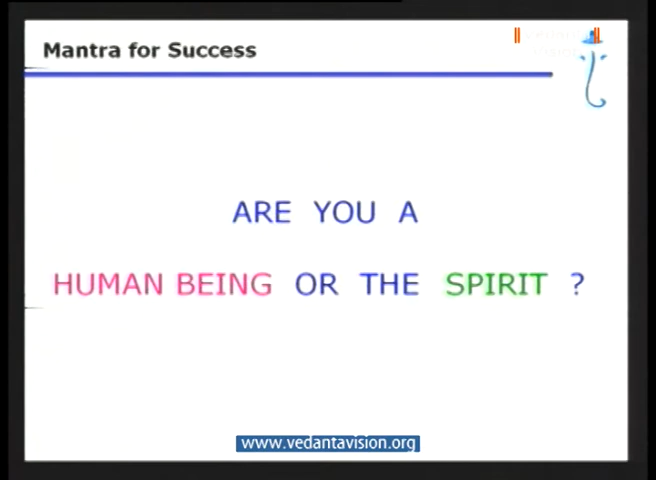 Mantra for Success
ARE YOU A
HUMAN BEING OR THE SPIRIT ?
www.vedantavision.org